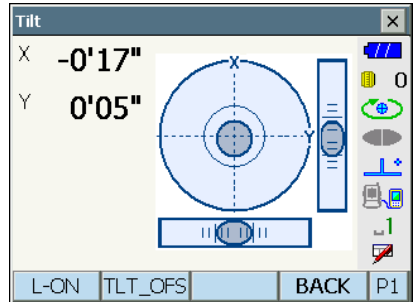 Tilt
X -0'17"
Y 0'05"
X
Y
0
1
L-ON TLT_OFS BACK P1